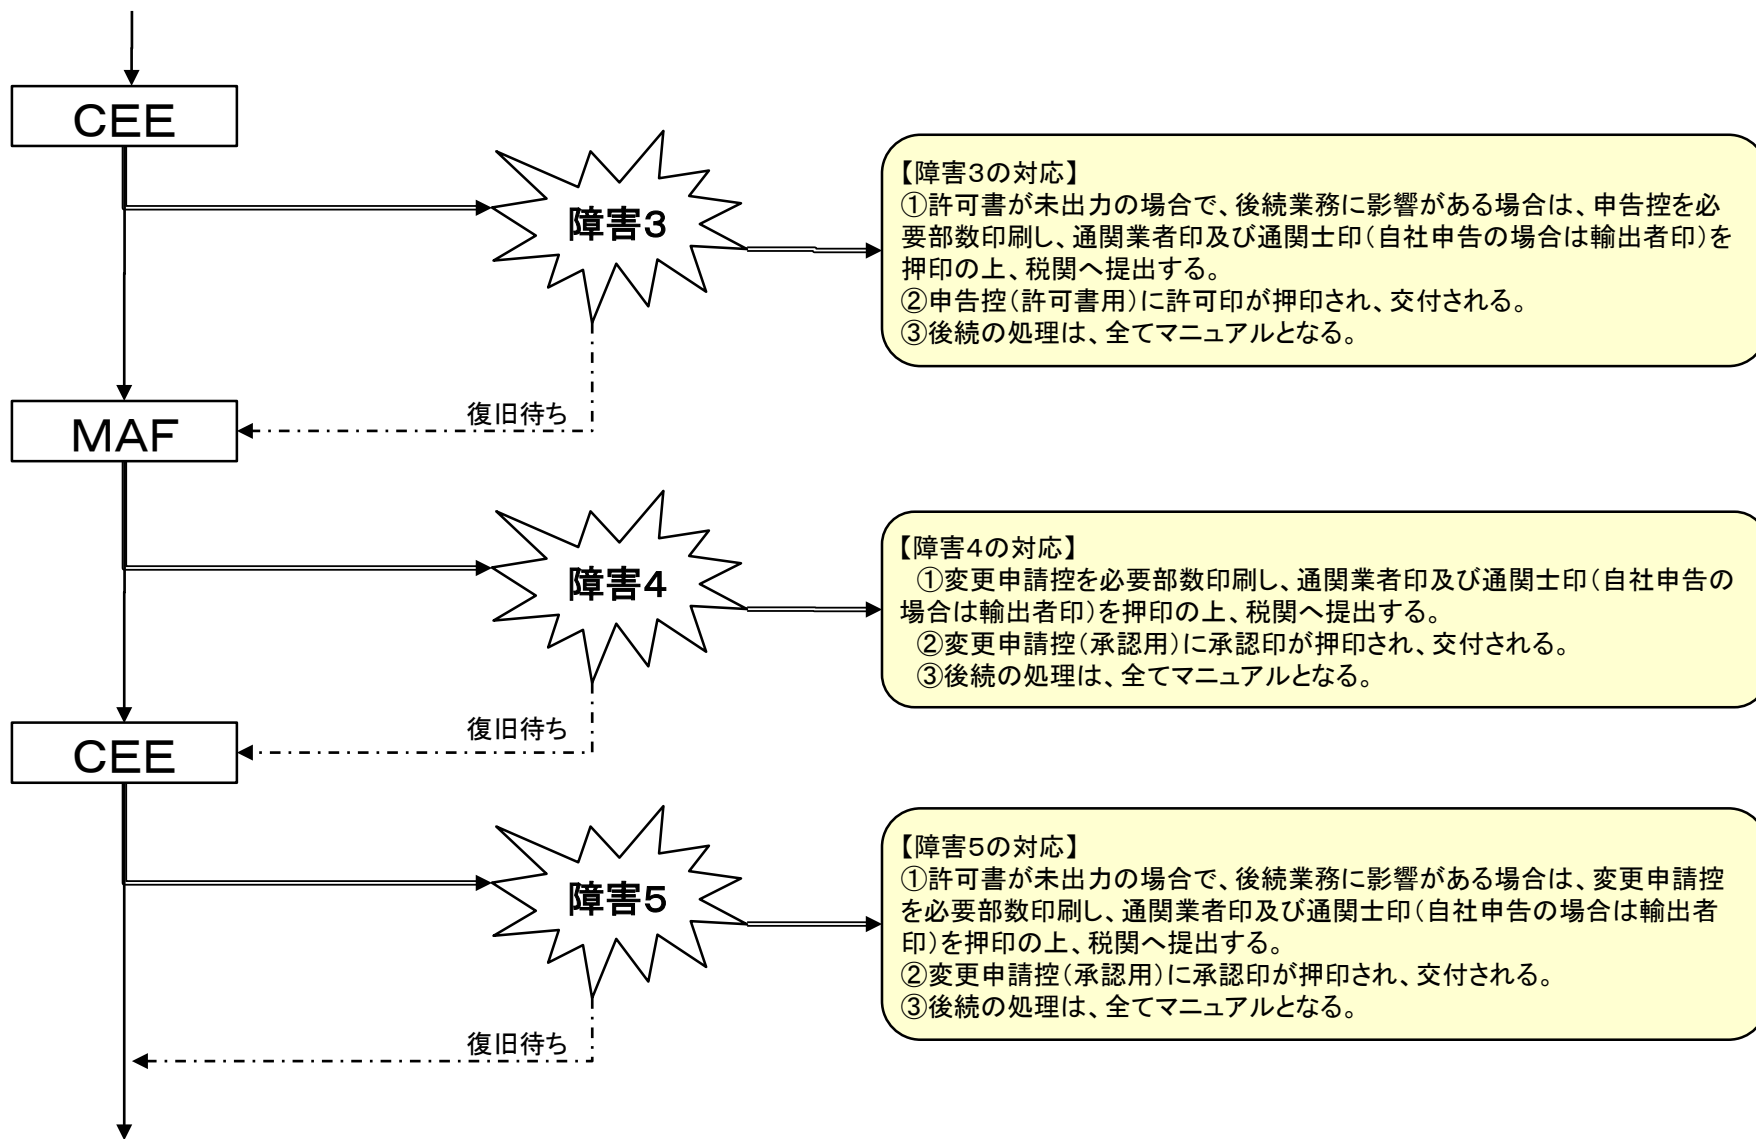 CEE
障害3
【障害3の対応】
①許可書が未出力の場合で、後続業務に影響がある場合は、申告控を必
要部数印刷し、通関業者印及び通関士印(自社申告の場合は輸出者印)を
押印の上、税関へ提出する。
②申告控(許可書用)に許可印が押印され、交付される。
③後続の処理は、全てマニュアルとなる。
復旧待ち
MAF
障害4
【障害4の対応】
①変更申請控を必要部数印刷し、通関業者印及び通関士印(自社申告の
場合は輸出者印)を押印の上、税関へ提出する。
②変更申請控(承認用)に承認印が押印され、交付される。
③後続の処理は、全てマニュアルとなる。
復旧待ち
CEE
障害5
【障害5の対応】
①許可書が未出力の場合で、後続業務に影響がある場合は、変更申請控
を必要部数印刷し、通関業者印及び通関士印(自社申告の場合は輸出者
印)を押印の上、税関へ提出する。
②変更申請控(承認用)に承認印が押印され、交付される。
③後続の処理は、全てマニュアルとなる。
復旧待ち